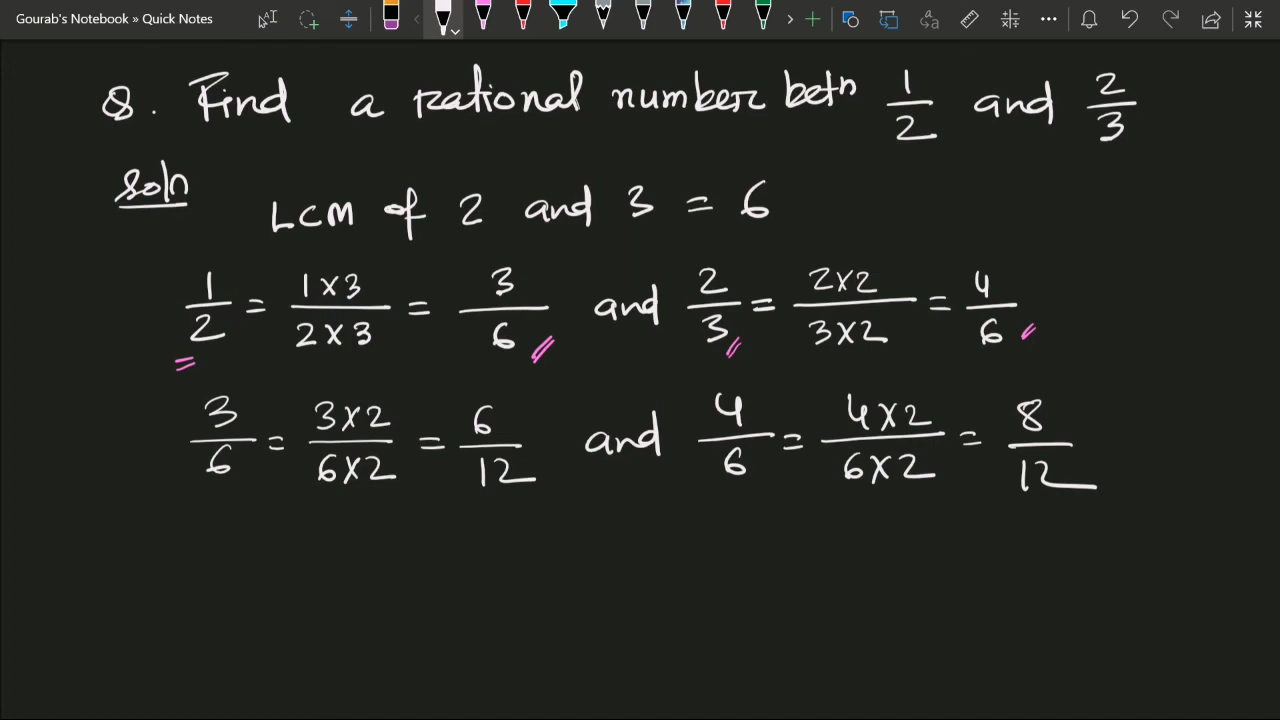 Gourab's Notebook » Quick Notes
Q. Find a rational number betn 1/2 and 2/3
soln
LCM of 2 and 3 = 6
1/2 = 1×3/2×3 = 3/6 and 2/3 = 2×2/3×2 = 4/6
3/6 = 3×2/6×2 = 6/12 and 4/6 = 4×2/6×2 = 8/12